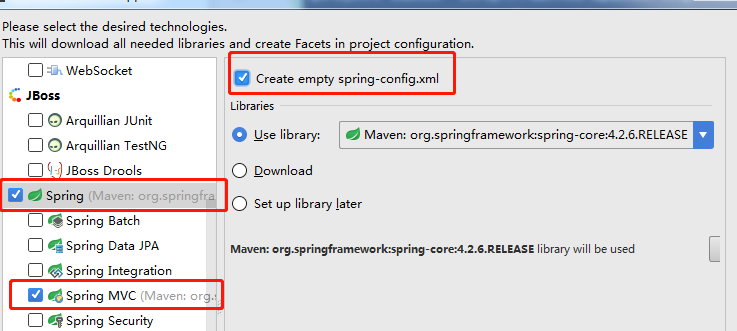 Please select the desired technologies.
This will download all needed libraries and create Facets in project configuration.
WebSocket
JBoss
Arquillian JUnit
Arquillian TestNG
JBoss Drools
Spring (Maven: org.springfra
Spring Batch
Spring Data JPA
Spring Integration
Spring MVC (Maven: org.s
Spring Security
Create empty spring-config.xml
Libraries
Use library:
Maven: org.springframework:spring-core:4.2.6.RELEASE
Download
Set up library later
Maven: org.springframework:spring-core:4.2.6.RELEASE library will be used